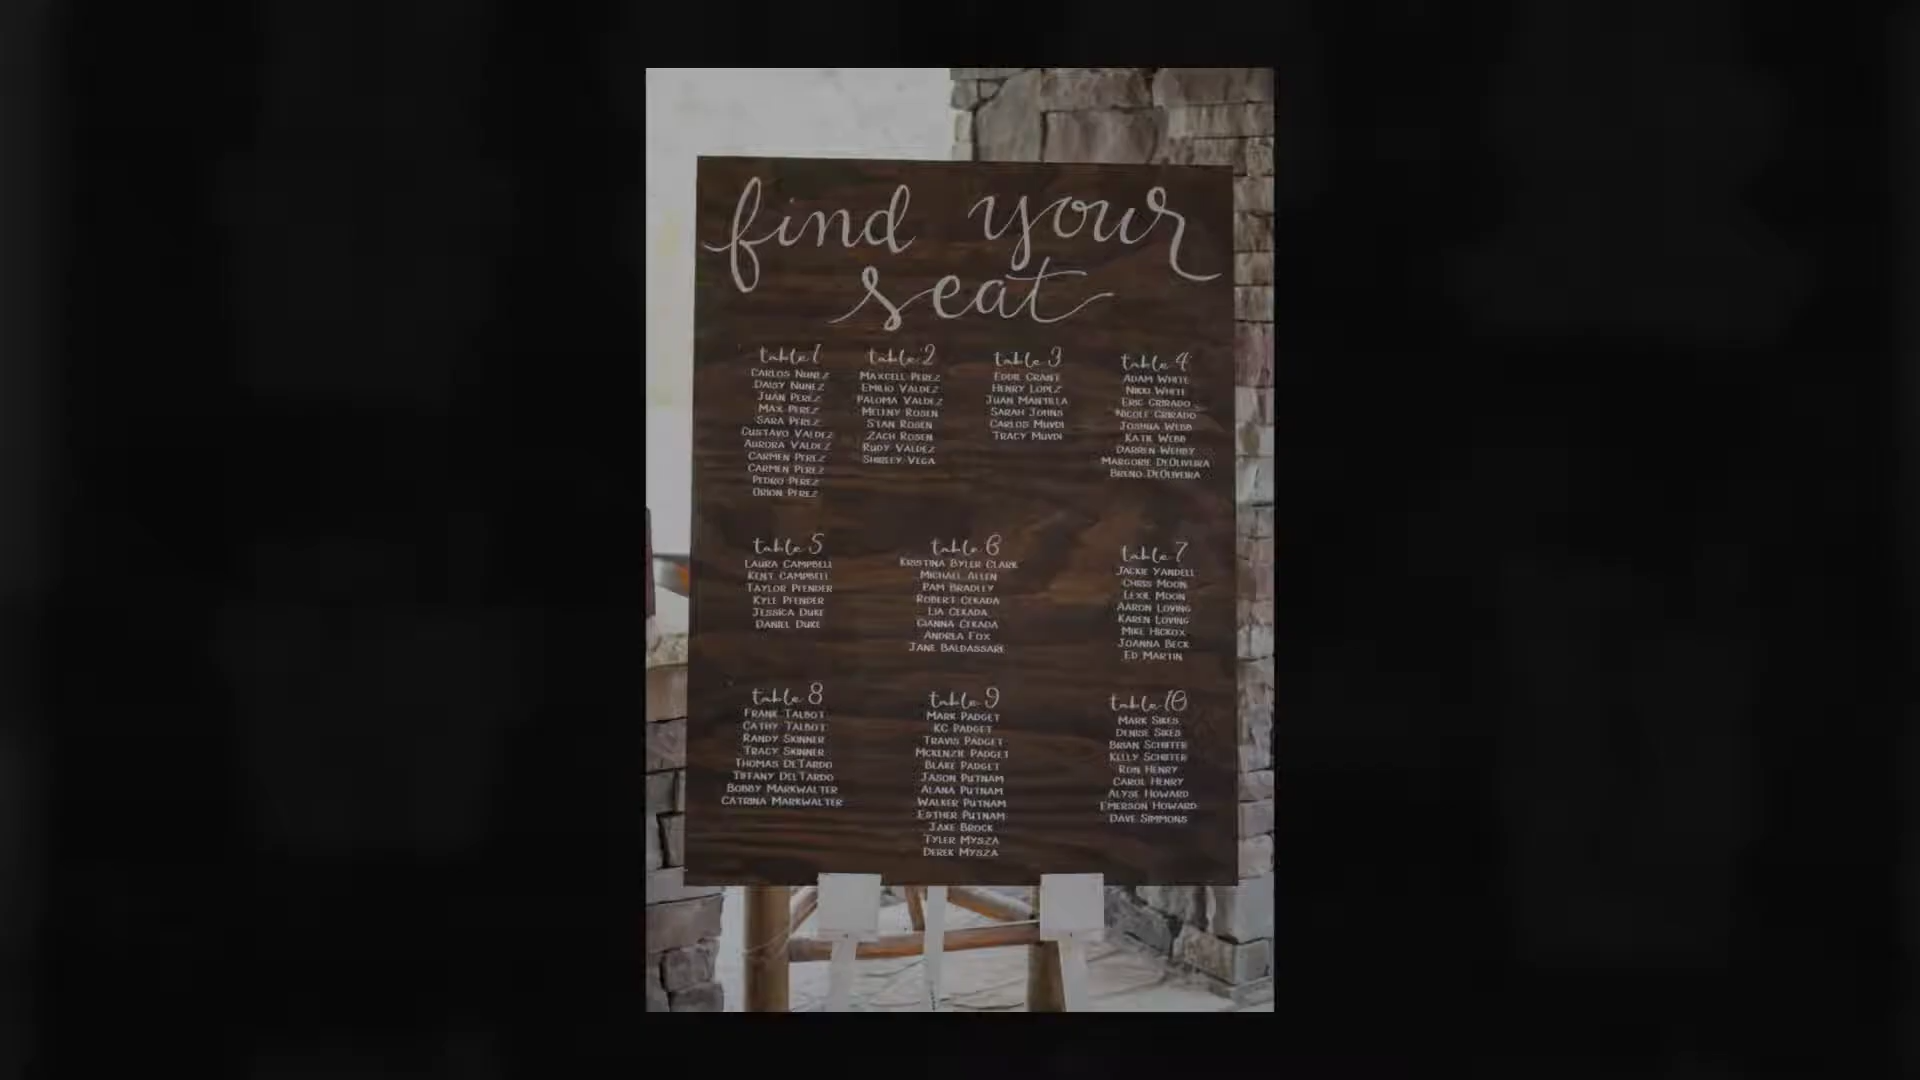 find your
seat
table 1
CARLOS NUNEZ
DAISY NUNEZ
JUAN PEREZ
MAX PEREZ
SARA PEREZ
GUSTAVO VALDEZ
AURORA VALDEZ
CARMEN PEREZ
CARMEN PEREZ
PEDRO PEREZ
ORION PEREZ
table 2
MAXCELL PEREZ
EMILIO VALDEZ
PALOMA VALDEZ
MELENY ROSEN
STAN ROSEN
ZACH ROSEN
RUDY VALDEZ
SHIRLEY VEGA
table 3
EDDIE GRANT
HENRY LOPEZ
JUAN MANTILLA
SARAH JOHNS
CARLOS MUVDI
TRACY MUVDI
table 4
ADAM WHITE
NIKKI WHITE
ERIC GRIRADO
NICOLE GRIRADO
JOSHUA WEBB
KATIE WEBB
DARREN WEHBY
MARGORIE DEOLIVEIRA
BRENO DEOLIVEIRA
table 5
LAURA CAMPBELL
KENT CAMPBELL
TAYLOR PFENDER
KYLE PFENDER
JESSICA DUKE
DANIEL DUKE
table 6
KRISTINA BYLER CLARK
MICHAEL ALLEN
PAM BRADLEY
ROBERT CEKADA
LIA CEKADA
GIANNA CEKADA
ANDREA FOX
JANE BALDASSARE
table 7
JACKIE YANDELL
CHRIS MOON
LEXIE MOON
AARON LOVING
KAREN LOVING
MIKE HICKOX
JOANNA BECK
ED MARTIN
table 8
FRANK TALBOT
CATHY TALBOT
RANDY SKINNER
TRACY SKINNER
THOMAS DETARDO
TIFFANY DELTARDO
BOBBY MARKWALTER
CATRINA MARKWALTER
table 9
MARK PADGET
KC PADGET
TRAVIS PADGET
MCKENZIE PADGET
BLAKE PADGET
JASON PUTNAM
ALANA PUTNAM
WALKER PUTNAM
ESTHER PUTNAM
JAKE BROCK
TYLER MYSZA
DEREK MYSZA
table 10
MARK SIKES
DENISE SIKES
BRIAN SCHIFFER
KELLY SCHIFFER
RON HENRY
CAROL HENRY
ALYSE HOWARD
EMERSON HOWARD
DAVE SIMMONS